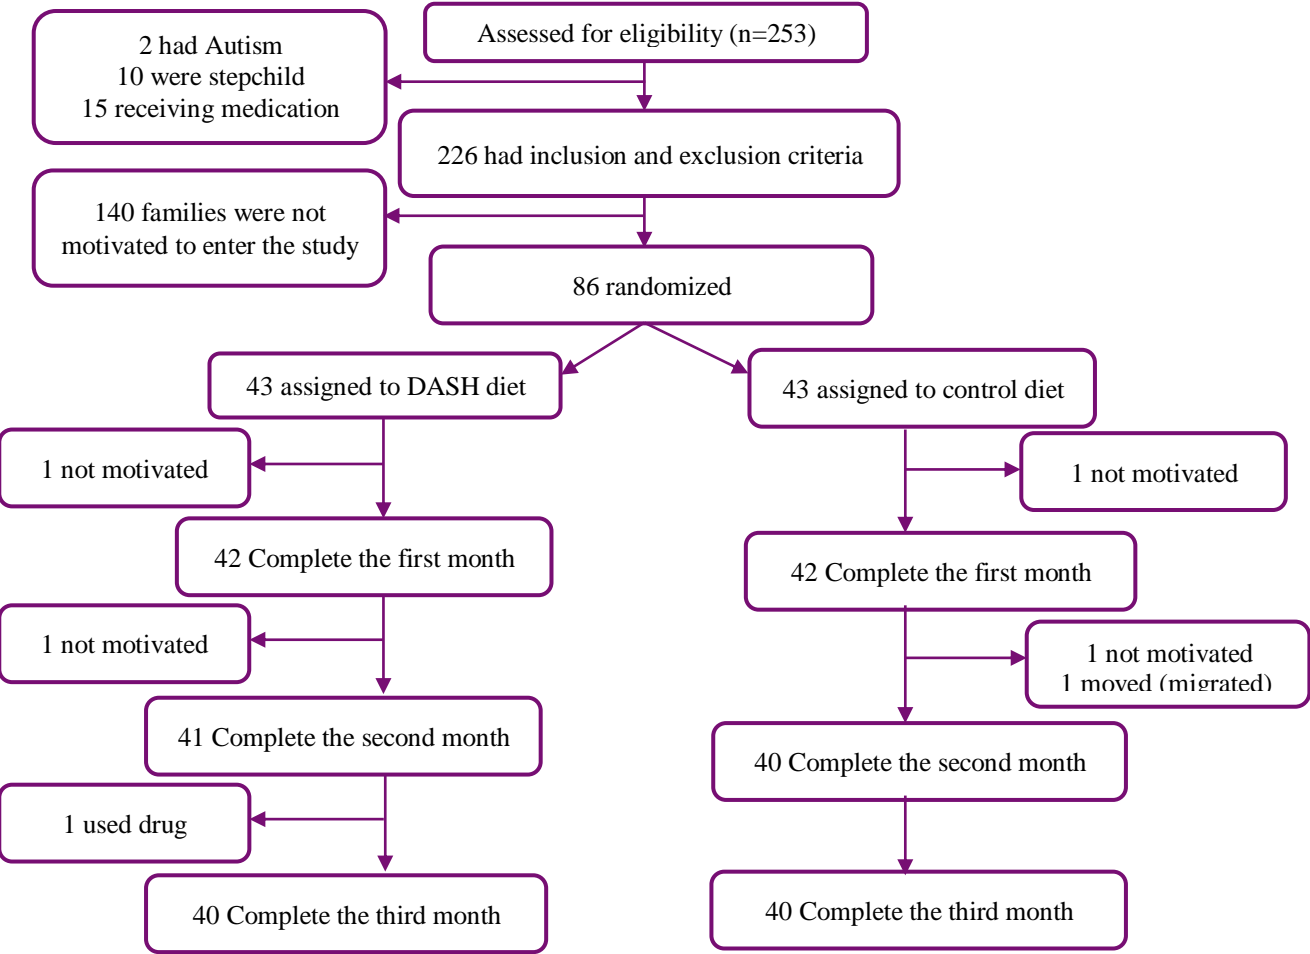 Assessed for eligibility (n=253)
2 had Autism
10 were stepchild
15 receiving medication
226 had inclusion and exclusion criteria
140 families were not
motivated to enter the study
86 randomized
43 assigned to DASH diet
43 assigned to control diet
1 not motivated
1 not motivated
42 Complete the first month
42 Complete the first month
1 not motivated
1 not motivated
1 moved (migrated)
41 Complete the second month
40 Complete the second month
1 used drug
40 Complete the third month
40 Complete the third month